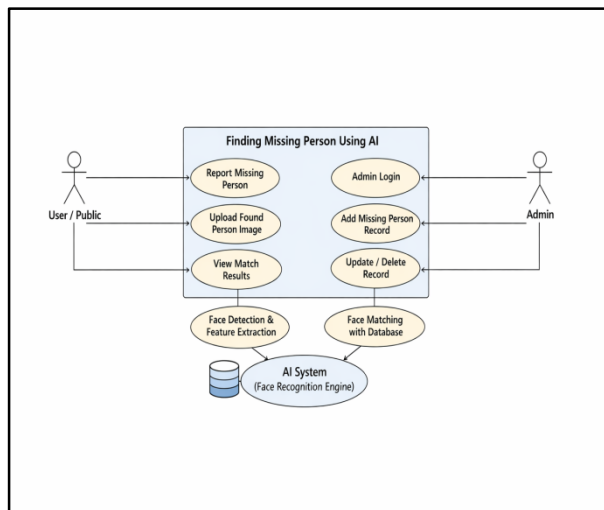 Finding Missing Person Using AI
Report Missing
Person
Admin Login
User / Public
Upload Found
Person Image
Add Missing Person
Record
Admin
View Match
Results
Update / Delete
Record
Face Detection &
Feature Extraction
Face Matching
with Database
AI System
(Face Recognition Engine)